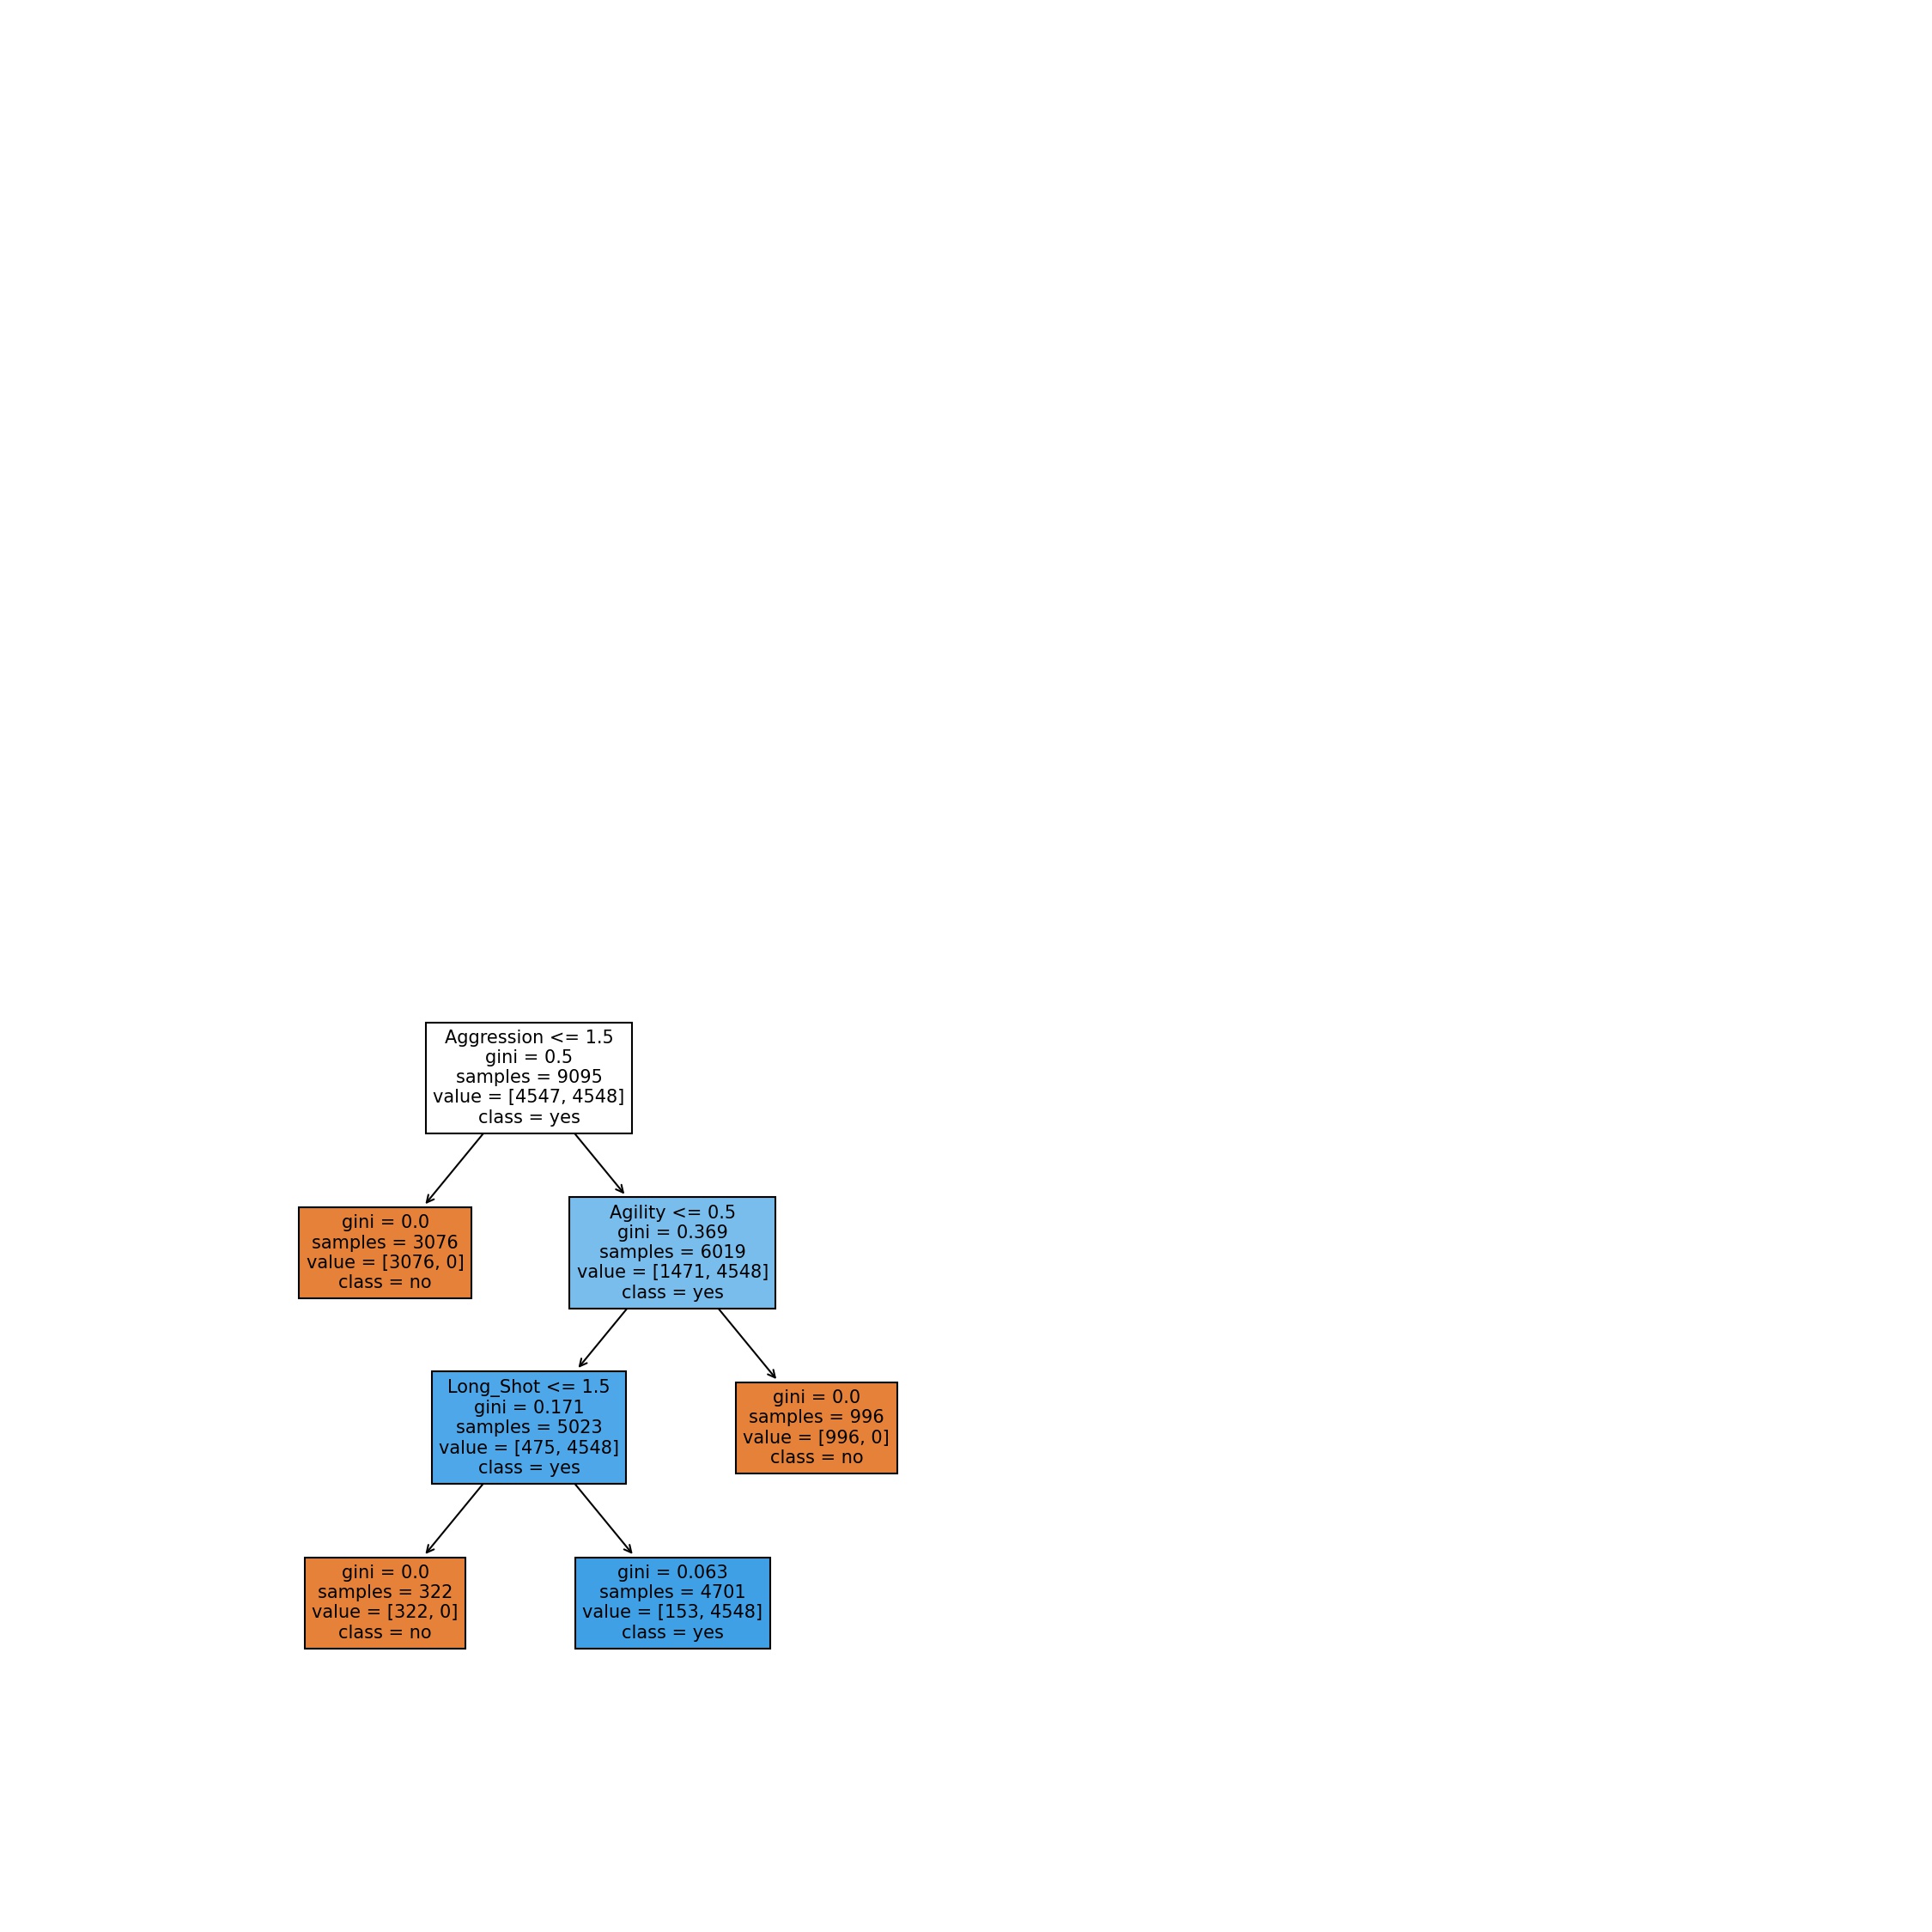 Aggression <= 1.5
gini = 0.5
samples = 9095
value = [4547, 4548]
class = yes
gini = 0.0
samples = 3076
value = [3076, 0]
class = no
Agility <= 0.5
gini = 0.369
samples = 6019
value = [1471, 4548]
class = yes
Long_Shot <= 1.5
gini = 0.171
samples = 5023
value = [475, 4548]
class = yes
gini = 0.0
samples = 996
value = [996, 0]
class = no
gini = 0.0
samples = 322
value = [322, 0]
class = no
gini = 0.063
samples = 4701
value = [153, 4548]
class = yes